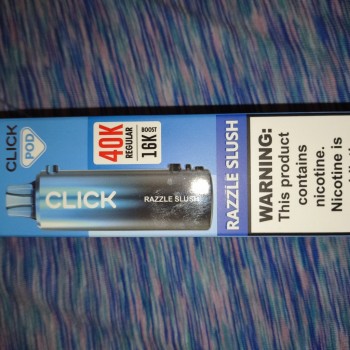 CLICK
POD
40K
REGULAR
16K
BOOST
CLICK
RAZZLE SLUSH
RAZZLE SLUSH
WARNING:
This product
contains
nicotine.
Nicotine is